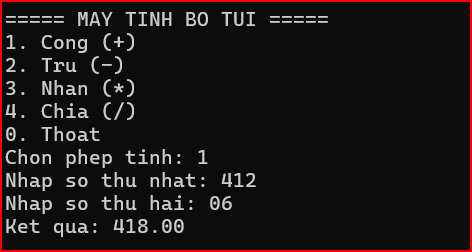 ===== MAY TINH BO TUI =====
1. Cong (+)
2. Tru (-)
3. Nhan (*)
4. Chia (/)
0. Thoat
Chon phep tinh: 1
Nhap so thu nhat: 412
Nhap so thu hai: 06
Ket qua: 418.00